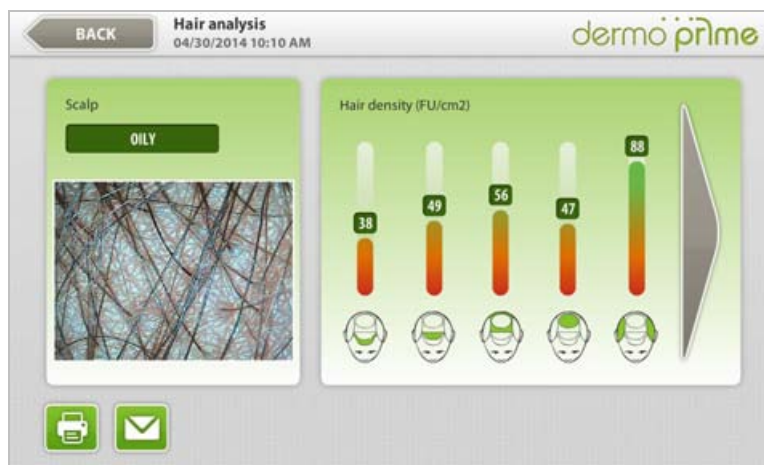 BACK
Hair analysis
04/30/2014 10:10 AM
dermo prime
Scalp
OILY
Hair density (FU/cm2)
38
49
56
47
88